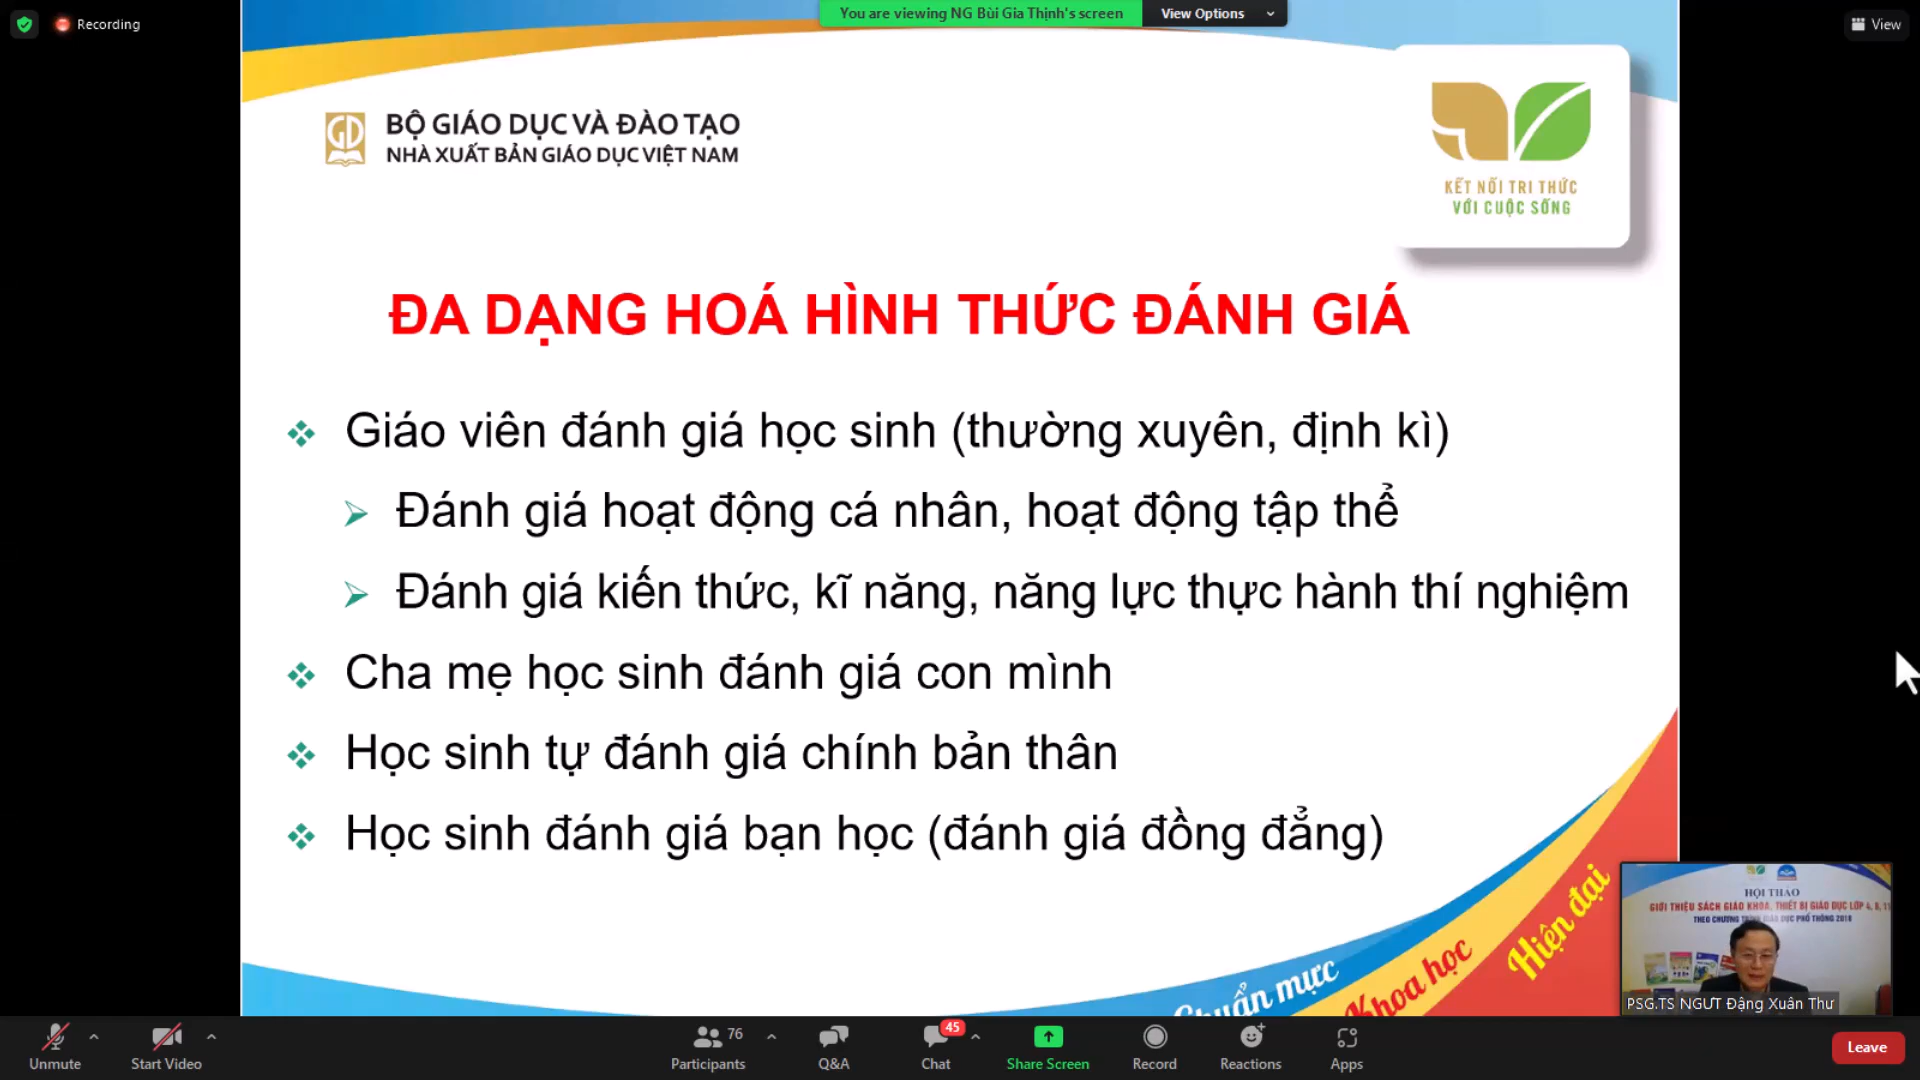 Recording
You are viewing NG Bùi Gia Thịnh's screen
View Options
View
BỘ GIÁO DỤC VÀ ĐÀO TẠO
NHÀ XUẤT BẢN GIÁO DỤC VIỆT NAM
KẾT NỐI TRI THỨC
VỚI CUỘC SỐNG
ĐA DẠNG HOÁ HÌNH THỨC ĐÁNH GIÁ
Giáo viên đánh giá học sinh (thường xuyên, định kì)
Đánh giá hoạt động cá nhân, hoạt động tập thể
Đánh giá kiến thức, kĩ năng, năng lực thực hành thí nghiệm
Cha mẹ học sinh đánh giá con mình
Học sinh tự đánh giá chính bản thân
Học sinh đánh giá bạn học (đánh giá đồng đẳng)
Chuẩn mực
Khoa học
Hiện đại
HỘI THẢO
GIỚI THIỆU SÁCH GIÁO KHOA, THIẾT BỊ GIÁO DỤC LỚP 4, 8, 11
THEO CHƯƠNG TRÌNH GIÁO DỤC PHỔ THÔNG 2018
PSG.TS NGƯT Đặng Xuân Thư
Unmute
Start Video
Participants
76
Q&A
Chat
45
Share Screen
Record
Reactions
Apps
Leave